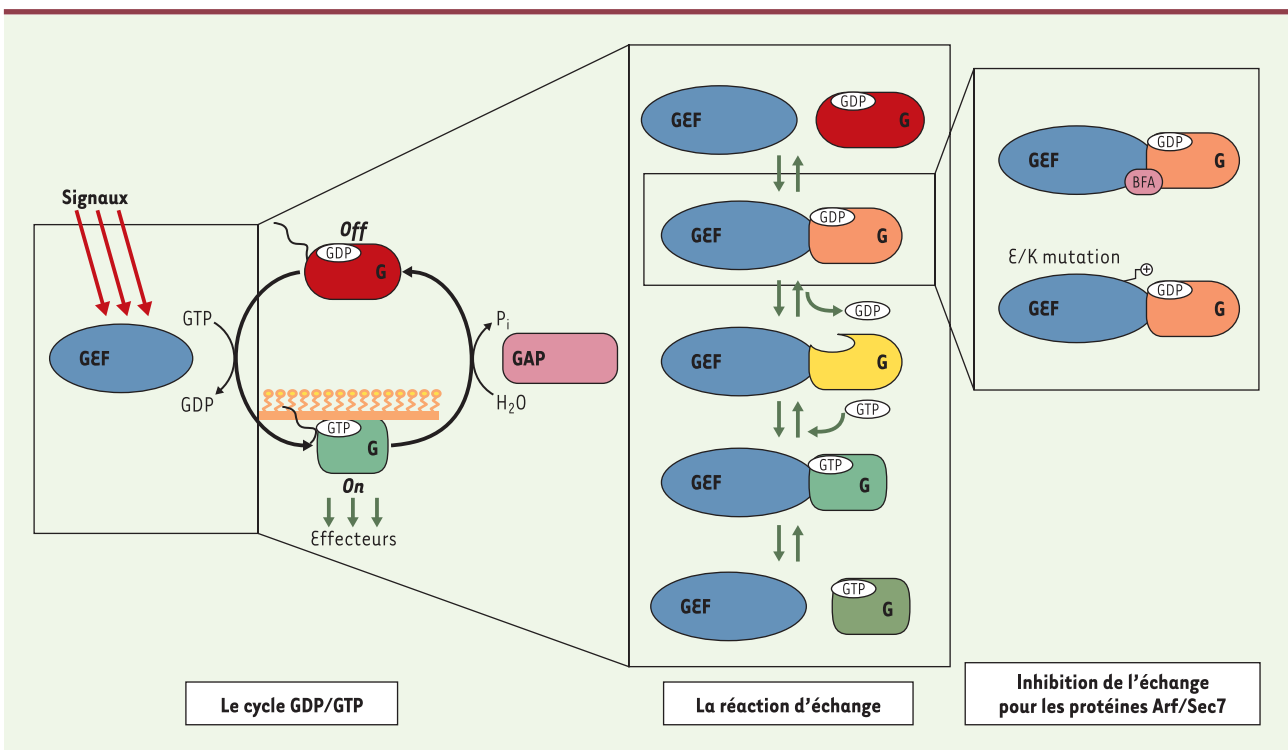 Signaux
GEF
GTP
GDP
Off
GDP
G
Pi
GAP
H2O
GTP
G
On
Effecteurs
Le cycle GDP/GTP
GEF
GDP
G
GEF
GDP
G
GDP
GEF
G
GTP
GEF
GTP
G
GEF
GTP
G
La réaction d'échange
GEF
GDP
G
BFA
E/K mutation
+
GEF
GDP
G
Inhibition de l'échange
pour les protéines Arf/Sec7